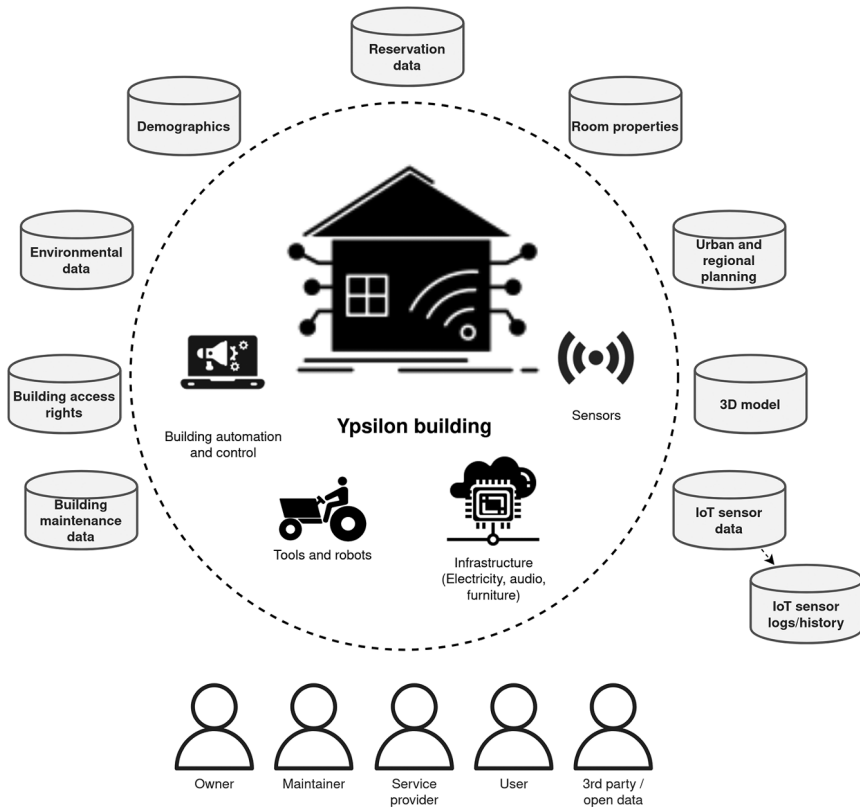 Reservation
data
Demographics
Room properties
Environmental
data
Urban and
regional
planning
Building access
rights
3D model
Ypsilon building
Sensors
Building automation
and control
Building
maintenance
data
IoT sensor
data
Tools and robots
Infrastructure
(Electricity, audio,
furniture)
IoT sensor
logs/history
Owner
Maintainer
Service
provider
User
3rd party /
open data